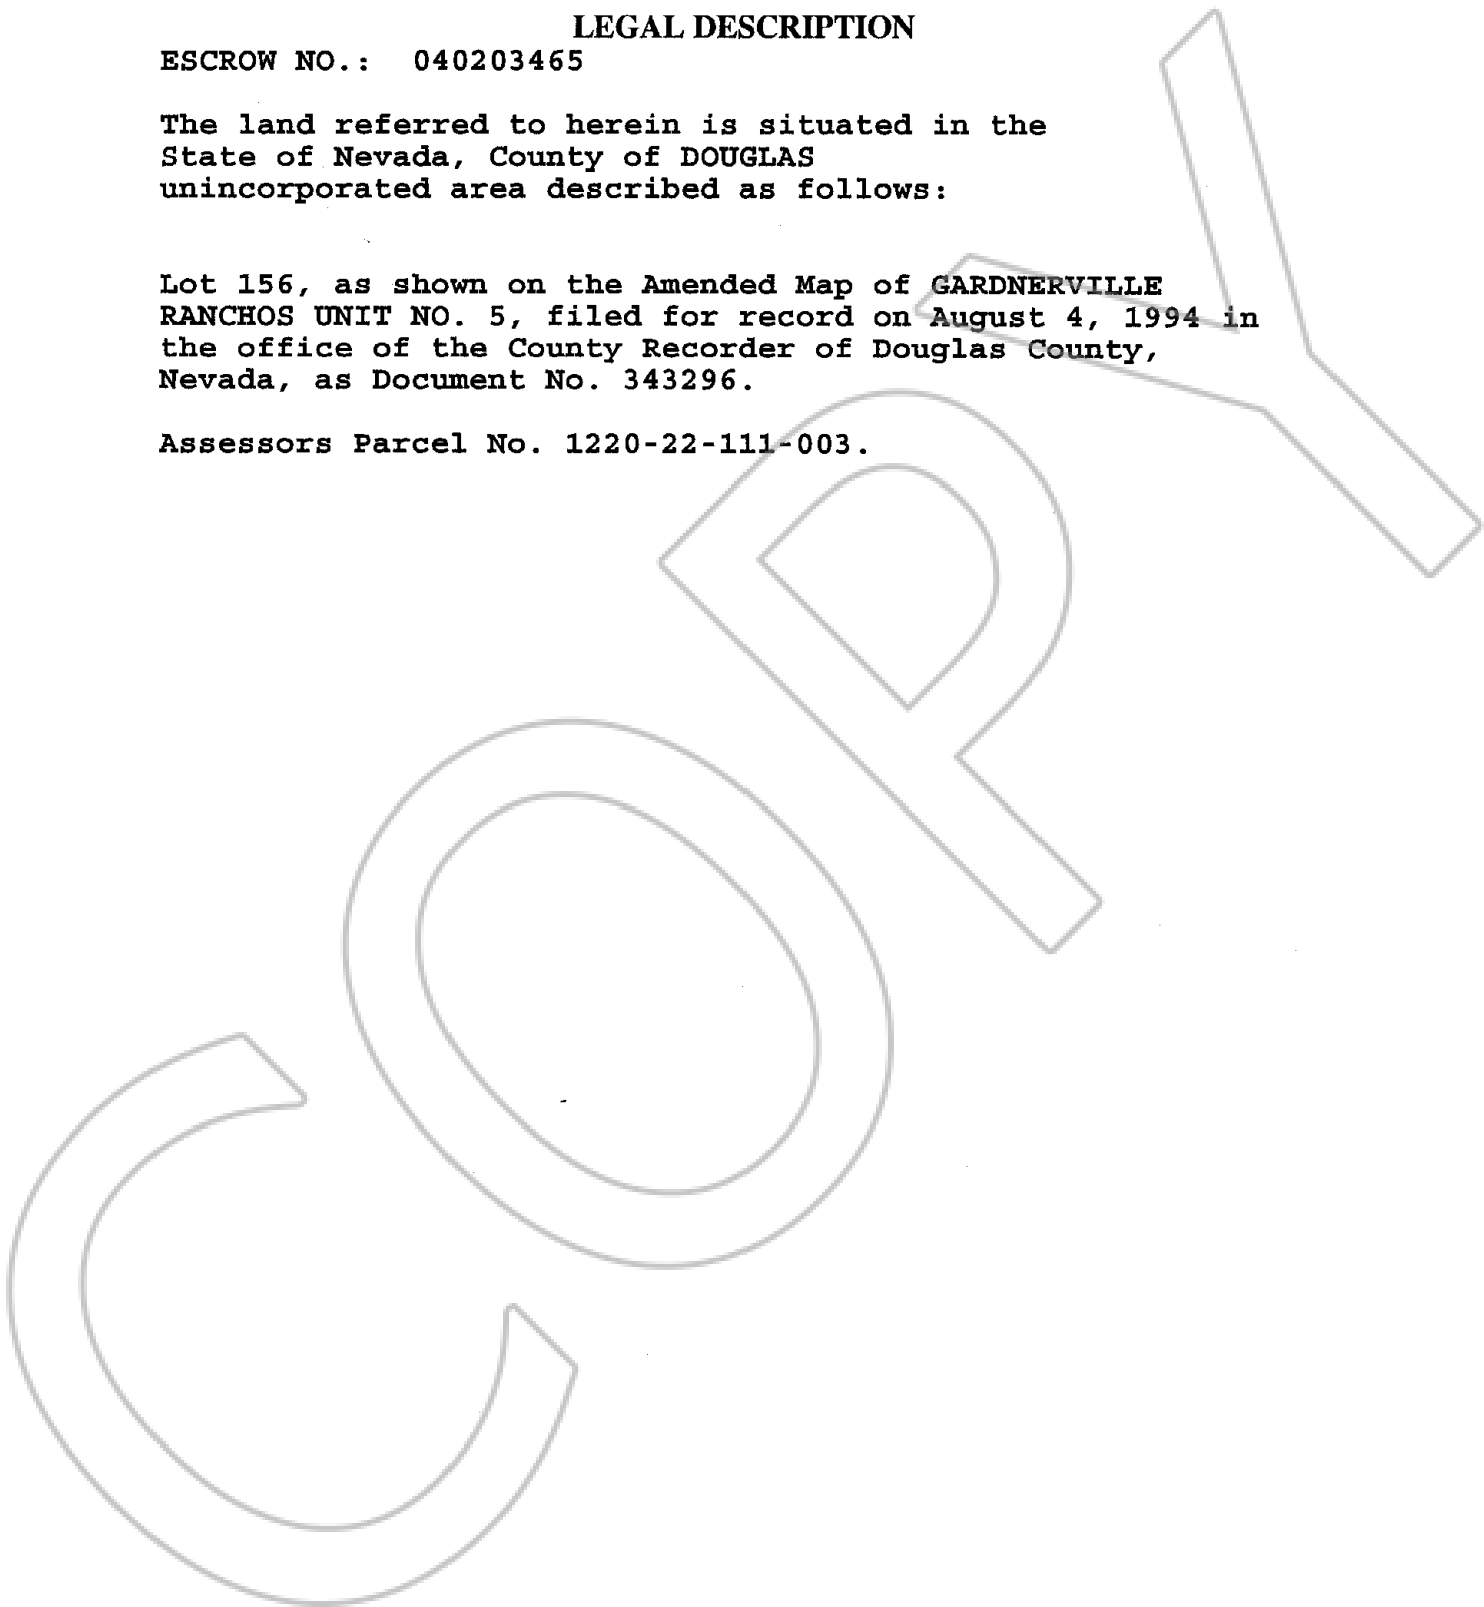 LEGAL DESCRIPTION
ESCROW NO.: 040203465
The land referred to herein is situated in the
State of Nevada, County of DOUGLAS
unincorporated area described as follows:
Lot 156, as shown on the Amended Map of GARDNERVILLE
RANCHOS UNIT NO. 5, filed for record on August 4, 1994 in
the office of the County Recorder of Douglas County,
Nevada, as Document No. 343296.
Assessors Parcel No. 1220-22-111-003.
COPY